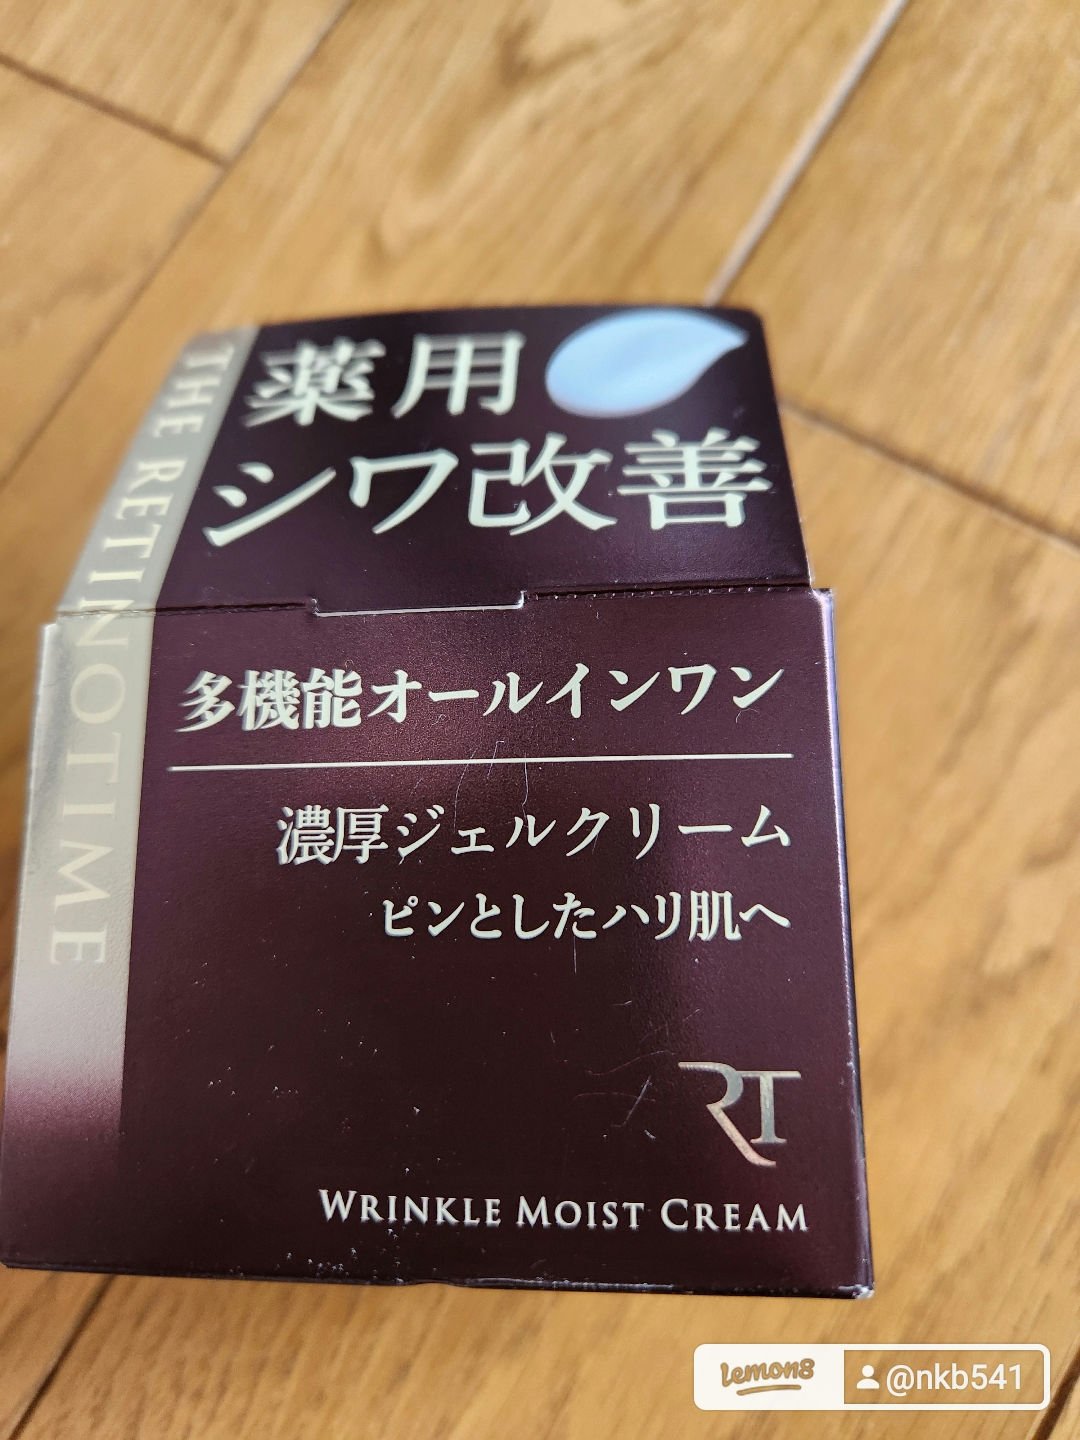 THE RETINOTIME
薬用
シワ改善
多機能オールインワン
濃厚ジェルクリーム
ピンとしたハリ肌へ
RT
WRINKLE MOIST CREAM
lemon8 @nkb541